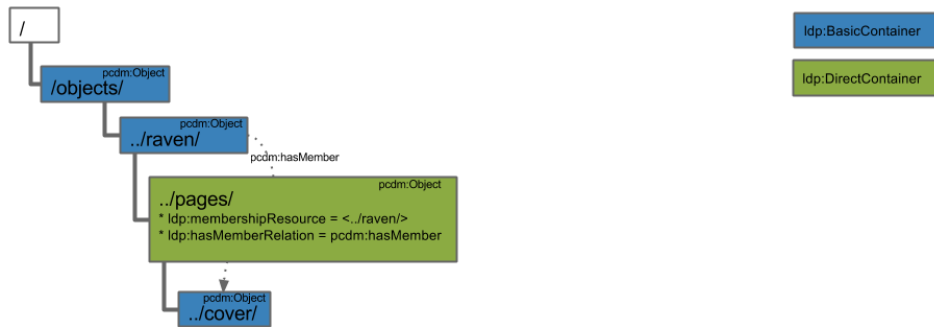 /
ldp:BasicContainer
pcdm:Object
/objects/
ldp:DirectContainer
pcdm:Object
../raven/
pcdm:hasMember
pcdm:Object
../pages/
* ldp:membershipResource = <../raven/>
* ldp:hasMemberRelation = pcdm:hasMember
pcdm:Object
../cover/